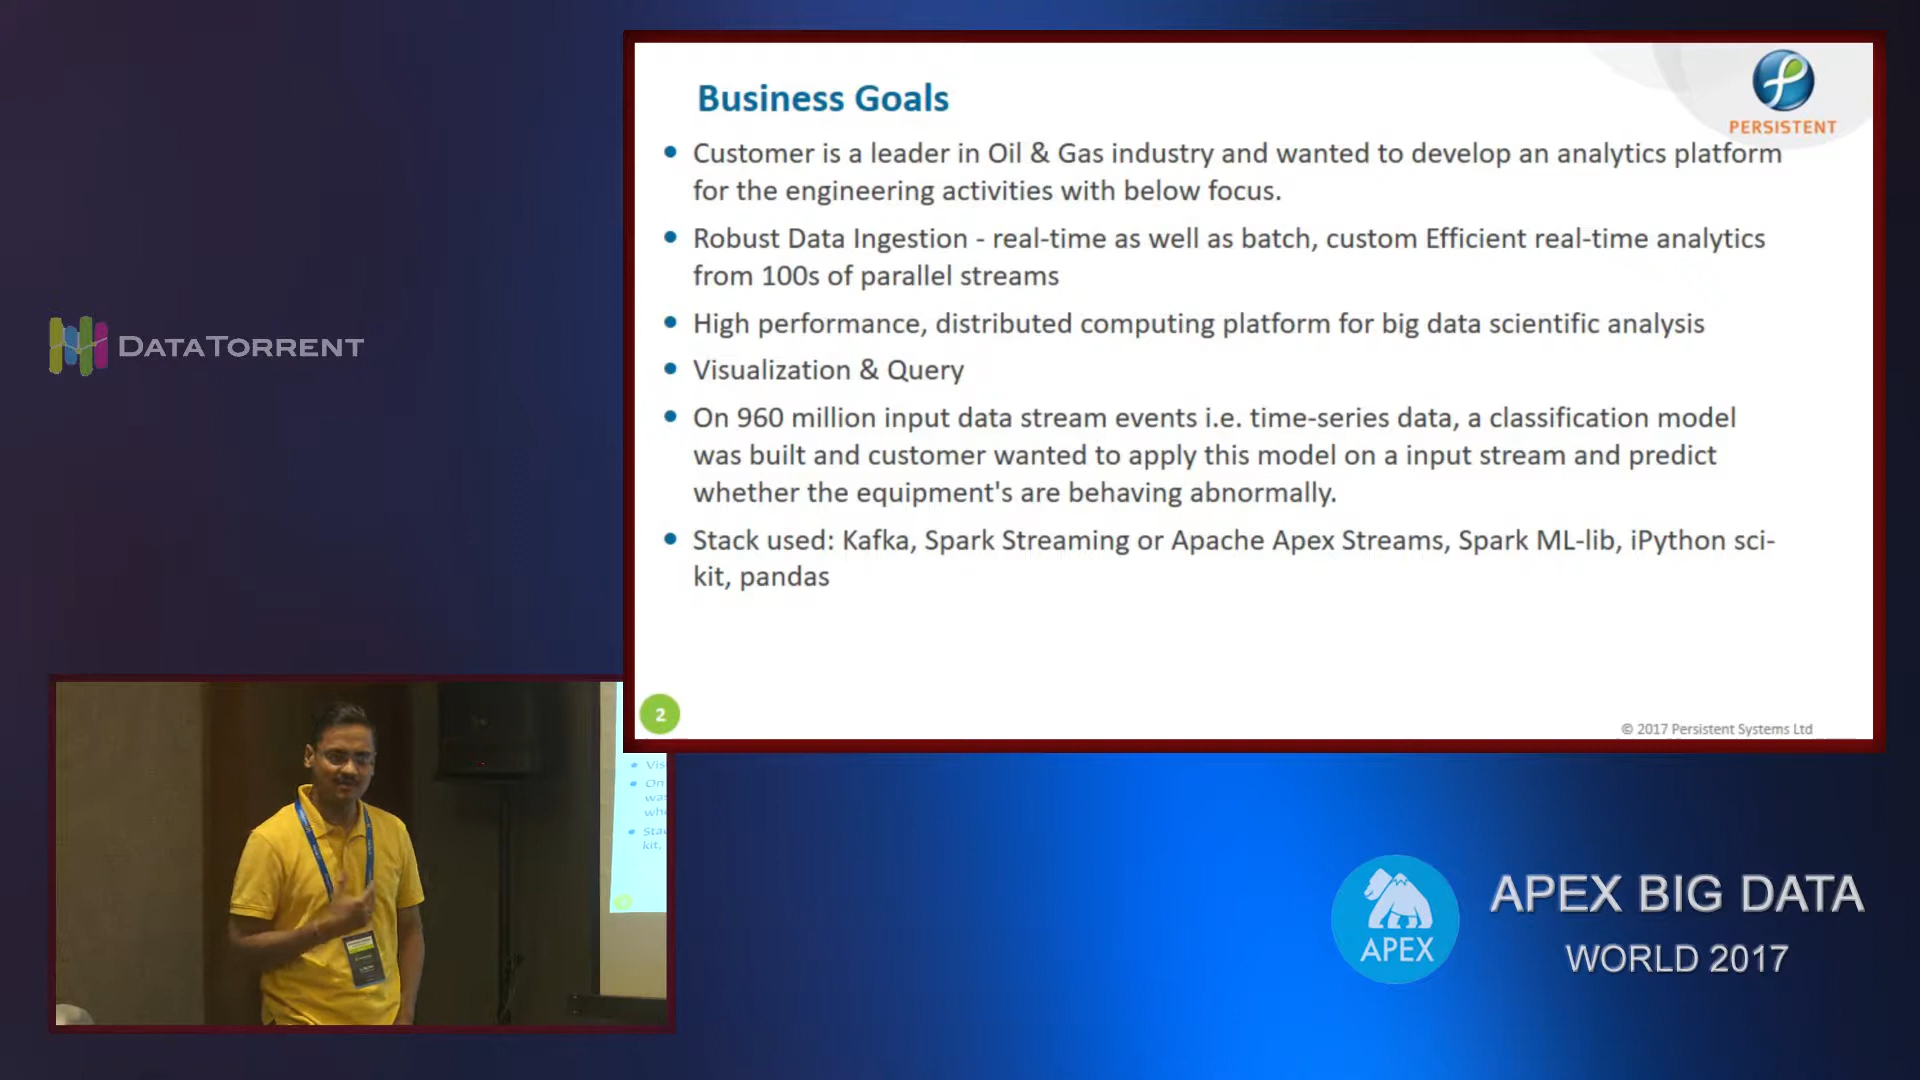 Business Goals
PERSISTENT
• Customer is a leader in Oil & Gas industry and wanted to develop an analytics platform
for the engineering activities with below focus.
• Robust Data Ingestion - real-time as well as batch, custom Efficient real-time analytics
from 100s of parallel streams
• High performance, distributed computing platform for big data scientific analysis
• Visualization & Query
• On 960 million input data stream events i.e. time-series data, a classification model
was built and customer wanted to apply this model on a input stream and predict
whether the equipment's are behaving abnormally.
• Stack used: Kafka, Spark Streaming or Apache Apex Streams, Spark ML-lib, iPython sci-
kit, pandas
2
© 2017 Persistent Systems Ltd
DATATORRENT
• Vis
• On
was
whe
• Sta
kit,
APEX
APEX BIG DATA
WORLD 2017